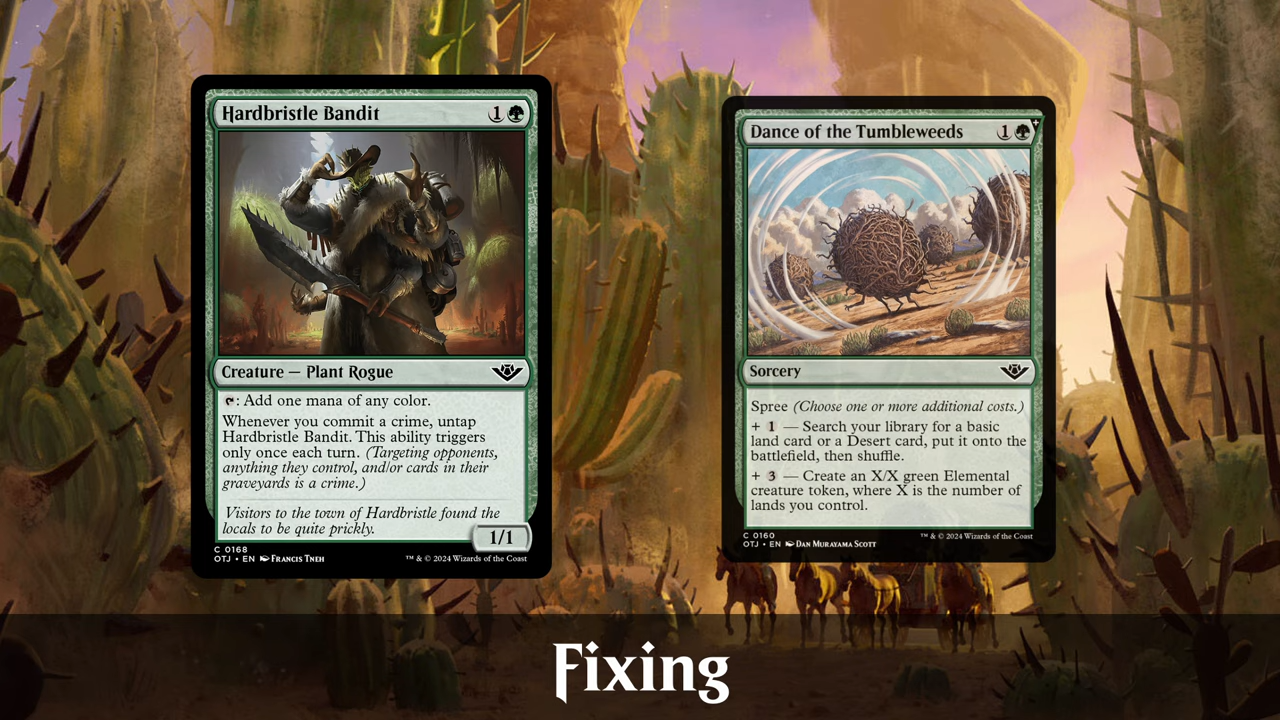 Hardbristle Bandit 1
Creature — Plant Rogue
: Add one mana of any color.
Whenever you commit a crime, untap
Hardbristle Bandit. This ability triggers
only once each turn. (Targeting opponents,
anything they control, and/or cards in their
graveyards is a crime.)
Visitors to the town of Hardbristle found the
locals to be quite prickly.
1/1
C 0168
OTJ • EN Francis Tneh
™ & © 2024 Wizards of the Coast
Dance of the Tumbleweeds 1
Sorcery
Spree (Choose one or more additional costs.)
+ 1 — Search your library for a basic
land card or a Desert card, put it onto the
battlefield, then shuffle.
+ 3 — Create an X/X green Elemental
creature token, where X is the number of
lands you control.
C 0160
OTJ • EN Dan Murayama Scott
™ & © 2024 Wizards of the Coast
Fixing